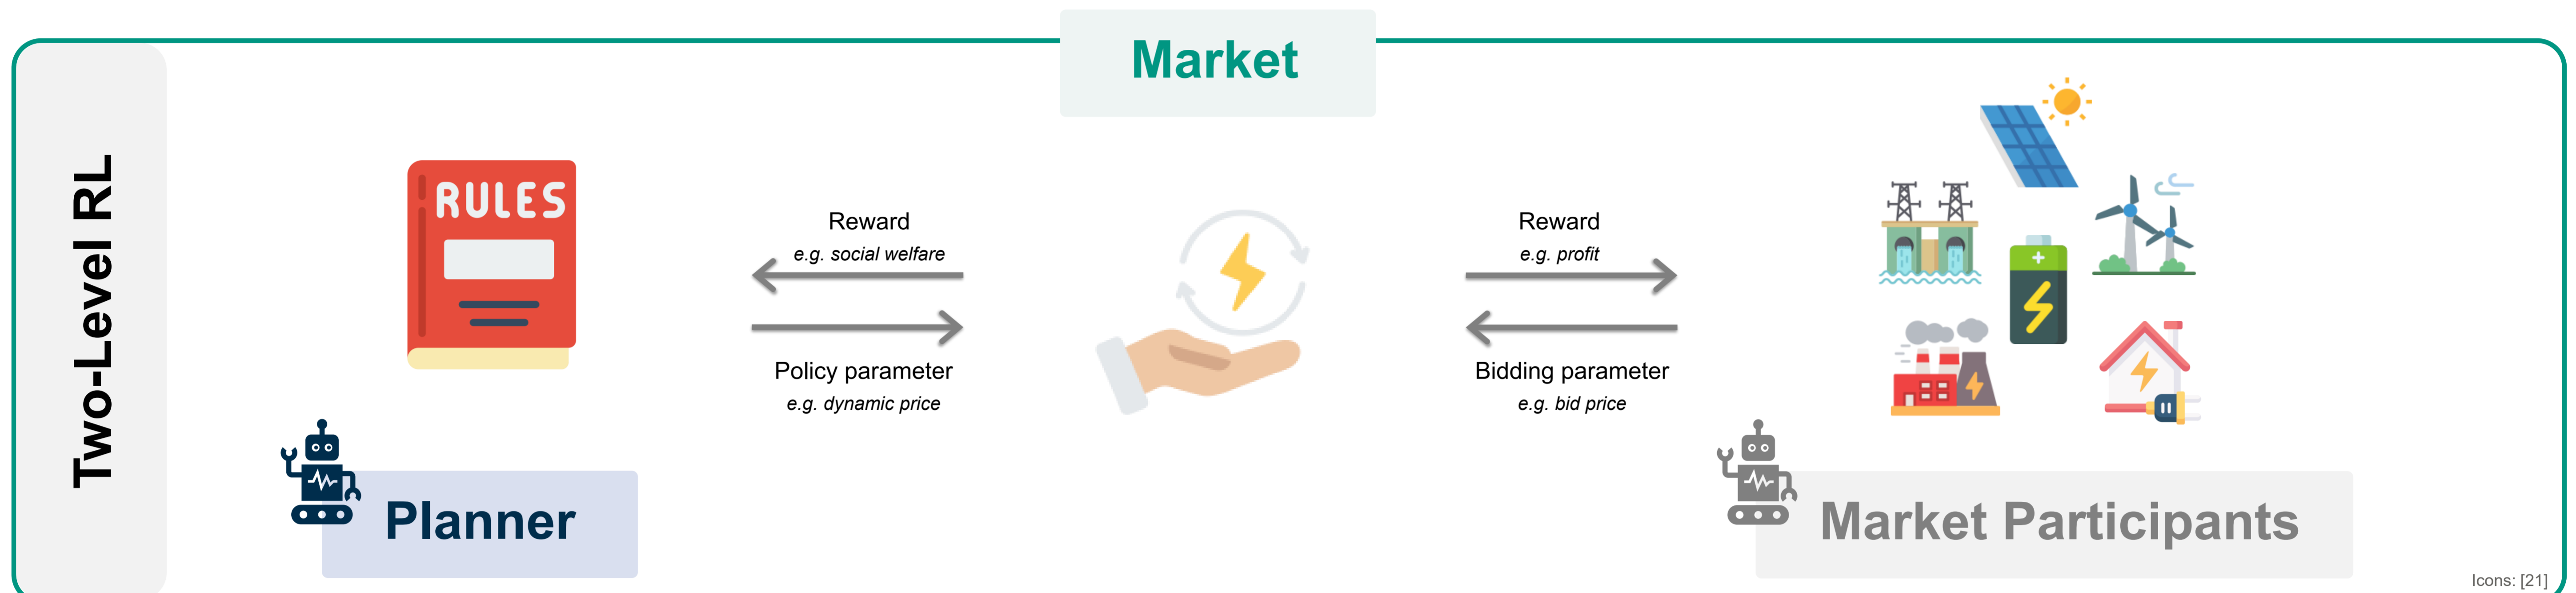 Market
Two-Level RL
RULES
Reward
e.g. social welfare
Policy parameter
e.g. dynamic price
Reward
e.g. profit
Bidding parameter
e.g. bid price
Planner
Market Participants
Icons: [21]